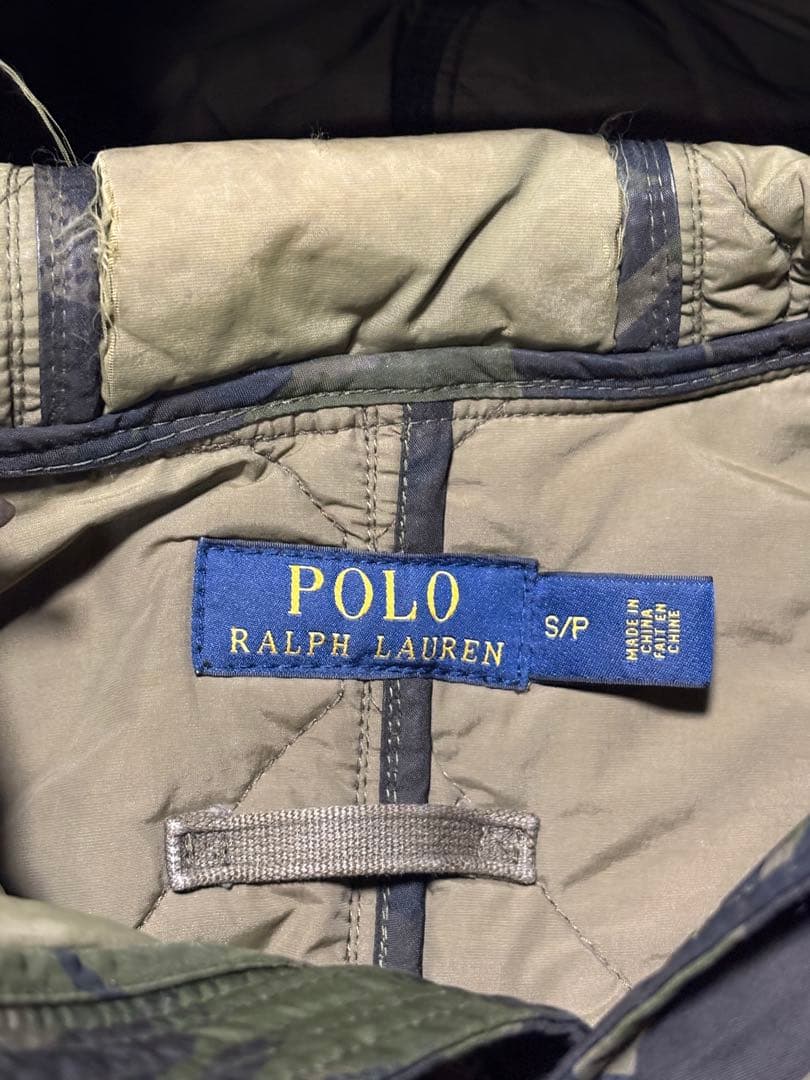 POLO
RALPH LAUREN
S/P
MADE IN
CHINA
FAIT EN
CHINE